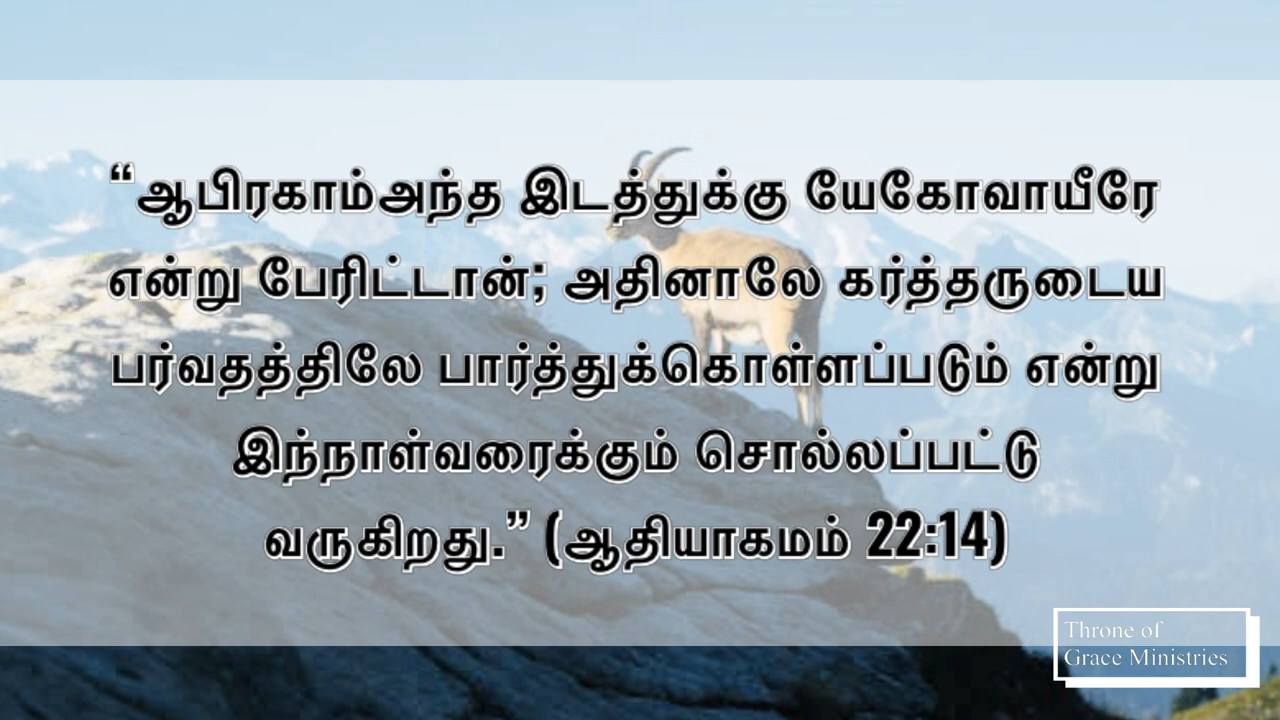 “ஆபிரகாம்அந்த இடத்துக்கு யேகோவாயீரே
என்று பேரிட்டான்; அதினாலே கர்த்தருடைய
பர்வதத்திலே பார்த்துக்கொள்ளப்படும் என்று
இந்நாள்வரைக்கும் சொல்லப்பட்டு
வருகிறது.” (ஆதியாகமம் 22:14)
Throne of
Grace Ministries